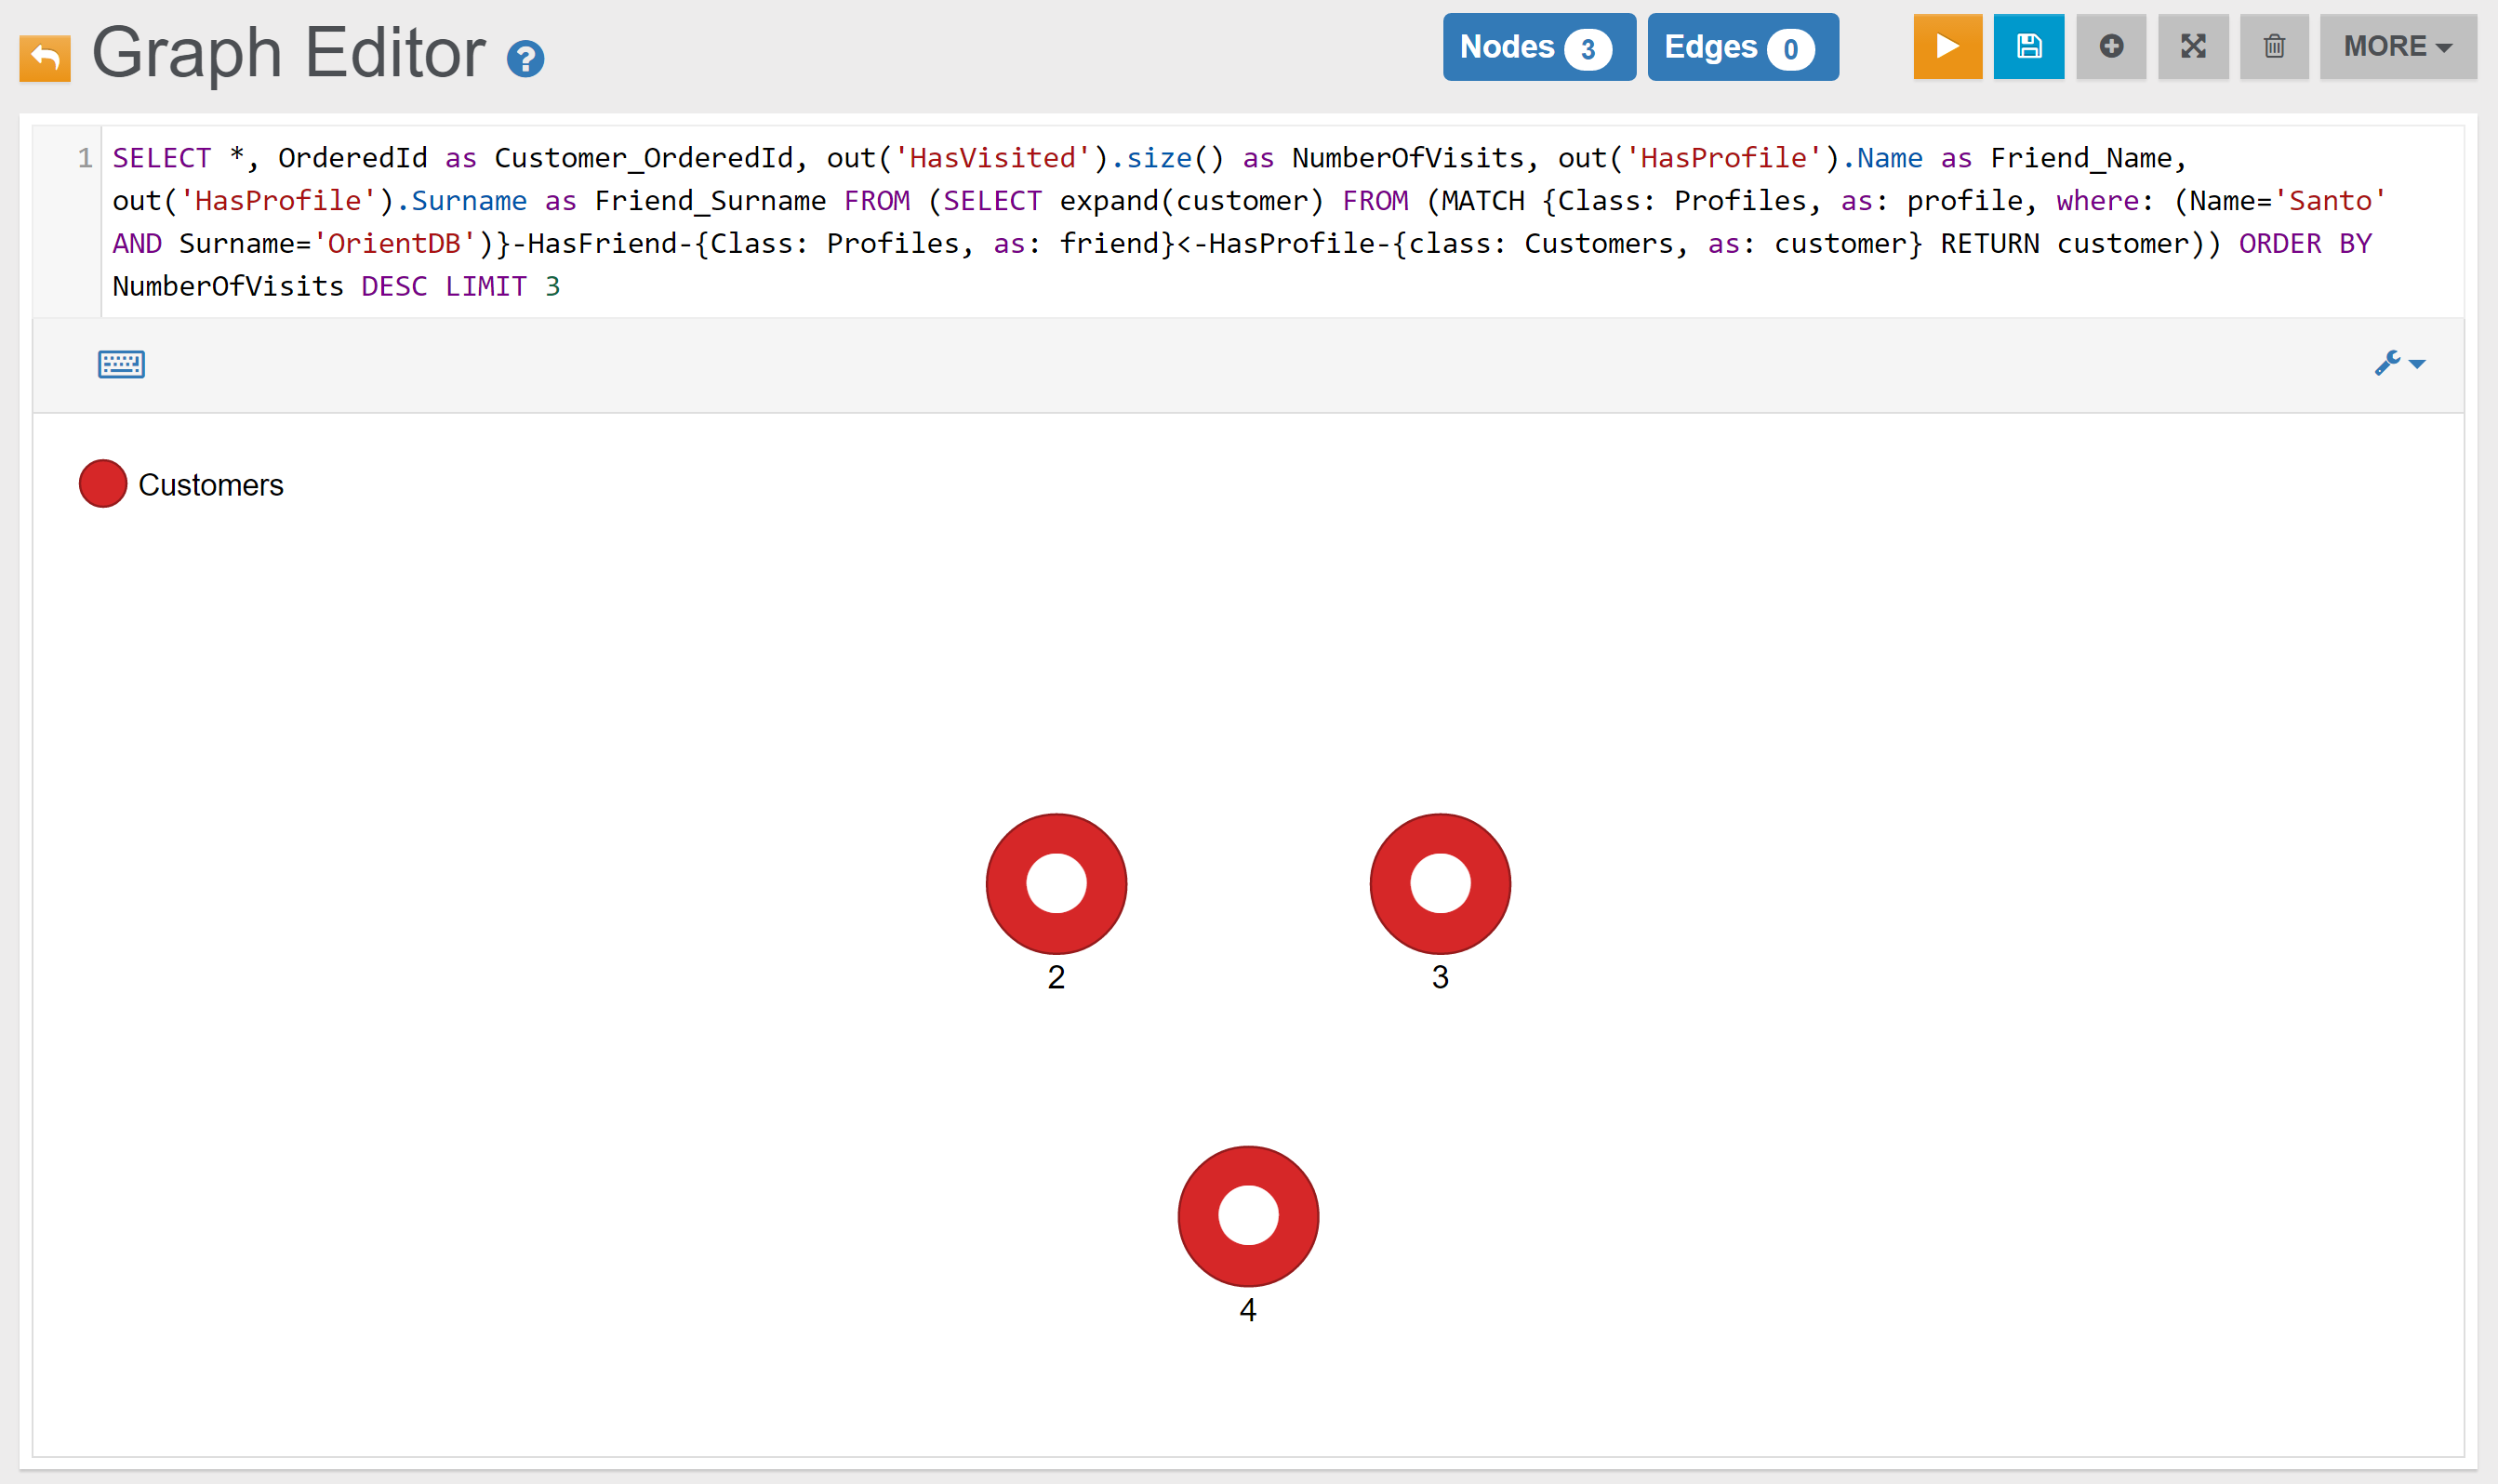 Graph Editor
Nodes 3 Edges 0
MORE
1 SELECT *, OrderedId as Customer_OrderedId, out('HasVisited').size() as NumberOfVisits, out('HasProfile').Name as Friend_Name,
out('HasProfile').Surname as Friend_Surname FROM (SELECT expand(customer) FROM (MATCH {Class: Profiles, as: profile, where: (Name='Santo'
AND Surname='OrientDB')}-HasFriend-{Class: Profiles, as: friend}<-HasProfile-{class: Customers, as: customer} RETURN customer)) ORDER BY
NumberOfVisits DESC LIMIT 3
Customers
2
3
4